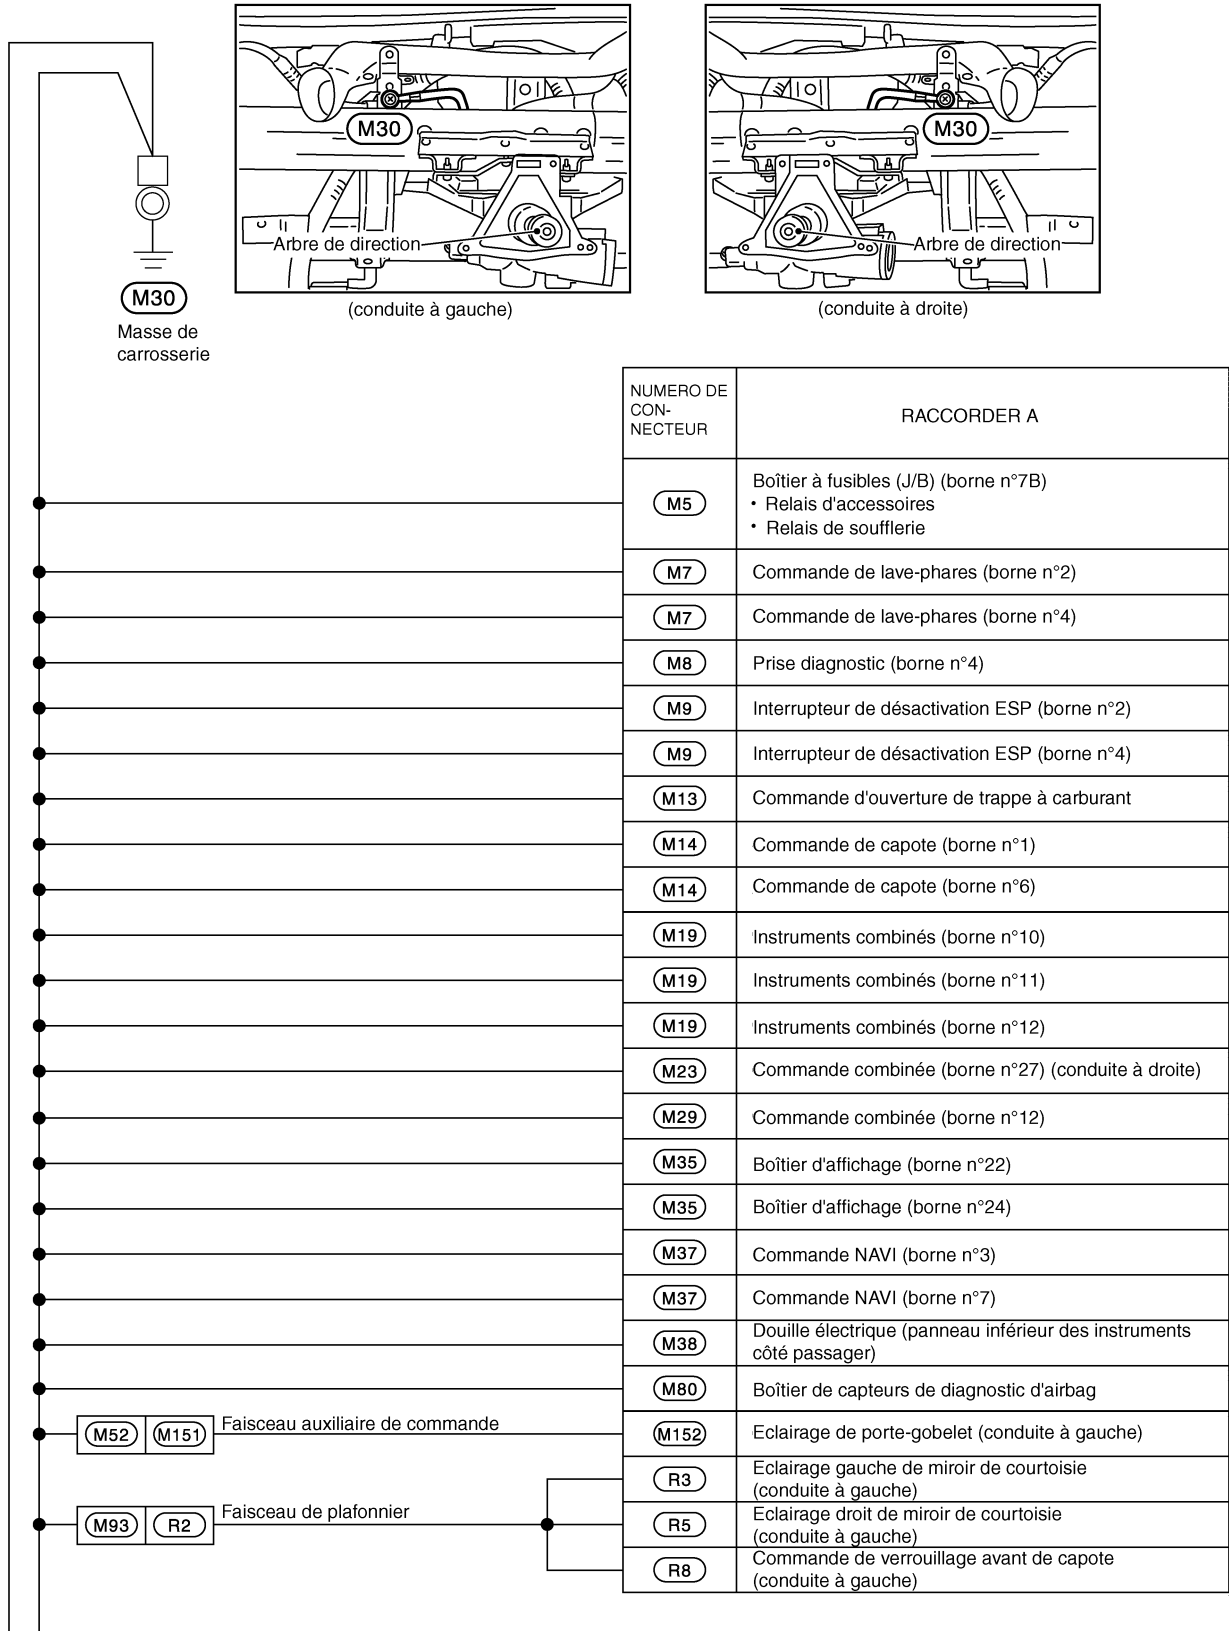 M30
M30
Arbre de direction
Arbre de direction
(conduite à gauche)
(conduite à droite)
M30
Masse de
carrosserie
NUMERO DE
CON-
NECTEUR
RACCORDER A
M5
Boîtier à fusibles (J/B) (borne n°7B)
• Relais d'accessoires
• Relais de soufflerie
M7
Commande de lave-phares (borne n°2)
M7
Commande de lave-phares (borne n°4)
M8
Prise diagnostic (borne n°4)
M9
Interrupteur de désactivation ESP (borne n°2)
M9
Interrupteur de désactivation ESP (borne n°4)
M13
Commande d'ouverture de trappe à carburant
M14
Commande de capote (borne n°1)
M14
Commande de capote (borne n°6)
M19
Instruments combinés (borne n°10)
M19
Instruments combinés (borne n°11)
M19
Instruments combinés (borne n°12)
M23
Commande combinée (borne n°27) (conduite à droite)
M29
Commande combinée (borne n°12)
M35
Boîtier d'affichage (borne n°22)
M35
Boîtier d'affichage (borne n°24)
M37
Commande NAVI (borne n°3)
M37
Commande NAVI (borne n°7)
M38
Douille électrique (panneau inférieur des instruments
côté passager)
M80
Boîtier de capteurs de diagnostic d'airbag
M52 M151
Faisceau auxiliaire de commande
M152
Eclairage de porte-gobelet (conduite à gauche)
R3
Eclairage gauche de miroir de courtoisie
(conduite à gauche)
M93 R2
Faisceau de plafonnier
R5
Eclairage droit de miroir de courtoisie
(conduite à gauche)
R8
Commande de verrouillage avant de capote
(conduite à gauche)